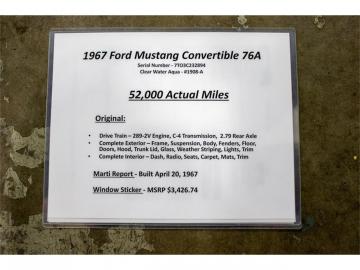 1967 Ford Mustang Convertible 76A
Serial Number - 7TO3C232894
Clear Water Aqua - #1908-A
52,000 Actual Miles
Original:
• Drive Train – 289-2V Engine, C-4 Transmission, 2.79 Rear Axle
• Complete Exterior – Frame, Suspension, Body, Fenders, Floor,
Doors, Hood, Trunk Lid, Glass, Weather Striping, Lights, Trim
• Complete Interior – Dash, Radio, Seats, Carpet, Mats, Trim
Marti Report - Built April 20, 1967
Window Sticker - MSRP $3,426.74